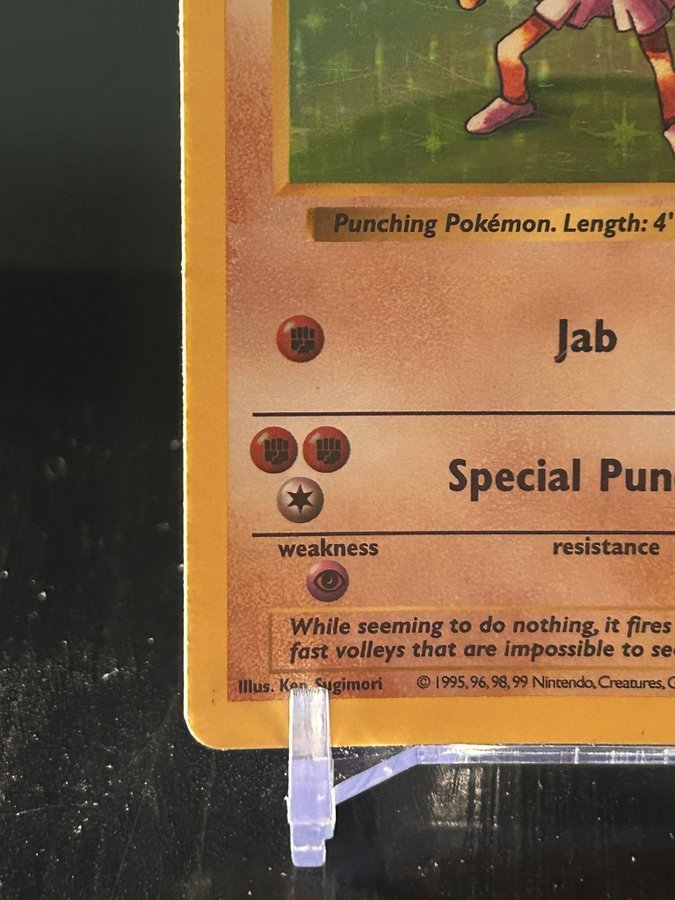 Punching Pokémon. Length: 4'
Jab
Special Pun
weakness
resistance
While seeming to do nothing, it fires
fast volleys that are impossible to se
Illus. Ken Sugimori © 1995, 96, 98, 99 Nintendo, Creatures, G